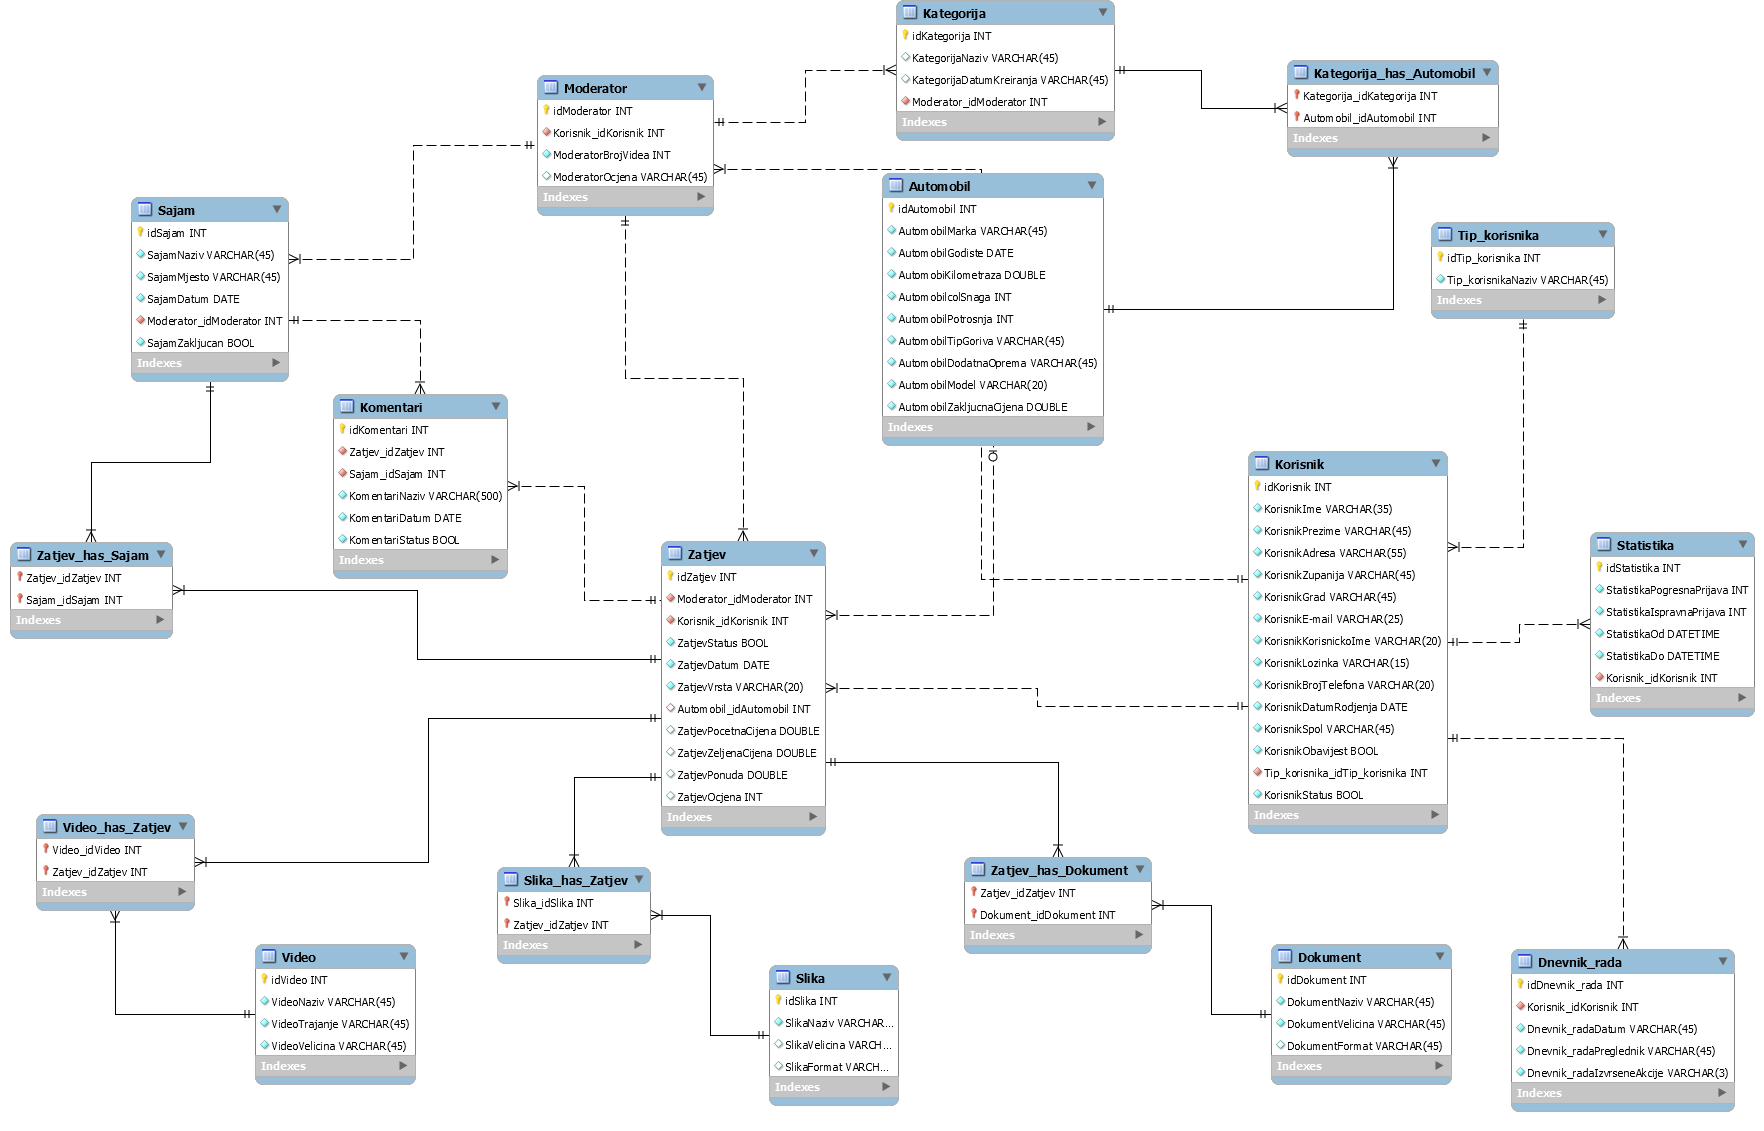 Kategorija
idKategorija INT
KategorijaNaziv VARCHAR(45)
KategorijaDatumKreiranja VARCHAR(45)
Moderator_idModerator INT
Indexes
Kategorija_has_Automobil
Kategorija_idKategorija INT
Automobil_idAutomobil INT
Indexes
Moderator
idModerator INT
Korisnik_idKorisnik INT
ModeratorBrojVidea INT
ModeratorOcjena VARCHAR(45)
Indexes
Automobil
idAutomobil INT
AutomobilMarka VARCHAR(45)
AutomobilGodiste DATE
AutomobiKilometraza DOUBLE
AutomobilcolSnaga INT
AutomobilPotrosnja INT
AutomobilTipGoriva VARCHAR(45)
AutomobilDodatnaOprema VARCHAR(45)
AutomobilModel VARCHAR(20)
AutomobilZakljucnaCijena DOUBLE
Indexes
Sajam
idSajam INT
SajamNaziv VARCHAR(45)
SajamMjesto VARCHAR(45)
SajamDatum DATE
Moderator_idModerator INT
SajamZakljucan BOOL
Indexes
Tip_korisnika
idTip_korisnika INT
Tip_korisnikaNaziv VARCHAR(45)
Indexes
Komentari
idKomentari INT
Zatjev_idZatjev INT
Sajam_idSajam INT
KomentariNaziv VARCHAR(500)
KomentariDatum DATE
KomentariStatus BOOL
Indexes
Korisnik
idKorisnik INT
KorisnikIme VARCHAR(35)
KorisnikPrezime VARCHAR(45)
KorisnikAdresa VARCHAR(55)
KorisnikZupanija VARCHAR(45)
KorisnikGrad VARCHAR(45)
KorisnikE-mail VARCHAR(25)
KorisnikKorisnickoIme VARCHAR(20)
KorisnikLozinka VARCHAR(15)
KorisnikBrojTelefona VARCHAR(20)
KorisnikDatumRodjenja DATE
KorisnikSpol VARCHAR(45)
KorisnikObavijest BOOL
Tip_korisnika_idTip_korisnika INT
KorisnikStatus BOOL
Indexes
Statistika
idStatistika INT
StatistikaPogresnaPrijava INT
StatistikaIspravnaPrijava INT
StatistikaOd DATETIME
StatistikaDo DATETIME
Korisnik_idKorisnik INT
Indexes
Zatjev_has_Sajam
Zatjev_idZatjev INT
Sajam_idSajam INT
Indexes
Zatjev
idZatjev INT
Moderator_idModerator INT
Korisnik_idKorisnik INT
ZatjevStatus BOOL
ZatjevDatum DATE
ZatjevVrsta VARCHAR(20)
Automobil_idAutomobil INT
ZatjevPocetnaCijena DOUBLE
ZatjevZeljenaCijena DOUBLE
ZatjevPonuda DOUBLE
ZatjevOcjena INT
Indexes
Video_has_Zatjev
Video_idVideo INT
Zatjev_idZatjev INT
Indexes
Slika_has_Zatjev
Slika_idSlika INT
Zatjev_idZatjev INT
Indexes
Zatjev_has_Dokument
Zatjev_idZatjev INT
Dokument_idDokument INT
Indexes
Video
idVideo INT
VideoNaziv VARCHAR(45)
VideoTrajanje VARCHAR(45)
VideoVelicina VARCHAR(45)
Indexes
Slika
idSlika INT
SlikaNaziv VARCHAR...
SlikaVelicina VARCH...
SlikaFormat VARCH...
Indexes
Dokument
idDokument INT
DokumentNaziv VARCHAR(45)
DokumentVelicina VARCHAR(45)
DokumentFormat VARCHAR(45)
Indexes
Dnevnik_rada
idDnevnik_rada INT
Korisnik_idKorisnik INT
Dnevnik_radaDatum VARCHAR(45)
Dnevnik_radaPreglednik VARCHAR(45)
Dnevnik_radaIzvrseneAkcije VARCHAR(3)
Indexes